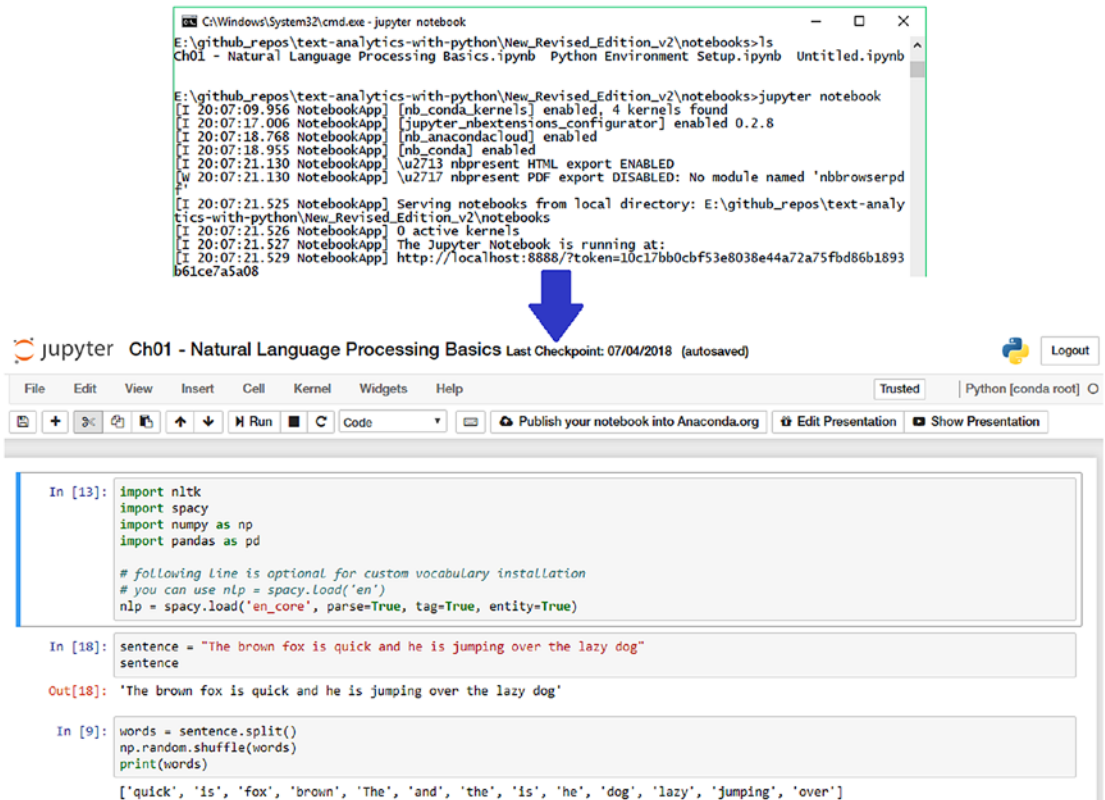 C:\Windows\System32\cmd.exe - jupyter notebook
E:\github_repos\text-analytics-with-python\New_Revised_Edition_v2\notebooks>ls
Ch01 - Natural Language Processing Basics.ipynb  Python Environment Setup.ipynb  Untitled.ipynb
E:\github_repos\text-analytics-with-python\New_Revised_Edition_v2\notebooks>jupyter notebook
[I 20:07:09.956 NotebookApp] [nb_conda_kernels] enabled, 4 kernels found
[I 20:07:17.006 NotebookApp] [jupyter_nbextensions_configurator] enabled 0.2.8
[I 20:07:18.768 NotebookApp] [nb_anacondacloud] enabled
[I 20:07:18.955 NotebookApp] [nb_conda] enabled
[I 20:07:21.130 NotebookApp] \u2713 nbpresent HTML export ENABLED
[W 20:07:21.130 NotebookApp] \u2717 nbpresent PDF export DISABLED: No module named 'nbbrowserpd
f'
[I 20:07:21.525 NotebookApp] Serving notebooks from local directory: E:\github_repos\text-analy
tics-with-python\New_Revised_Edition_v2\notebooks
[I 20:07:21.526 NotebookApp] 0 active kernels
[I 20:07:21.527 NotebookApp] The Jupyter Notebook is running at:
[I 20:07:21.529 NotebookApp] http://localhost:8888/?token=10c17bb0cbf53e8038e44a72a75fbd86b1893
b61ce7a5a08
jupyter Ch01 - Natural Language Processing Basics Last Checkpoint: 07/04/2018 (autosaved) Logout
File Edit View Insert Cell Kernel Widgets Help Trusted Python [conda root]
Run Code Publish your notebook into Anaconda.org Edit Presentation Show Presentation
In [13]: import nltk
import spacy
import numpy as np
import pandas as pd
# following line is optional for custom vocabulary installation
# you can use nlp = spacy.load('en')
nlp = spacy.load('en_core', parse=True, tag=True, entity=True)
In [18]: sentence = "The brown fox is quick and he is jumping over the lazy dog"
sentence
Out[18]: 'The brown fox is quick and he is jumping over the lazy dog'
In [9]: words = sentence.split()
np.random.shuffle(words)
print(words)
['quick', 'is', 'fox', 'brown', 'The', 'and', 'the', 'is', 'he', 'dog', 'lazy', 'jumping', 'over']